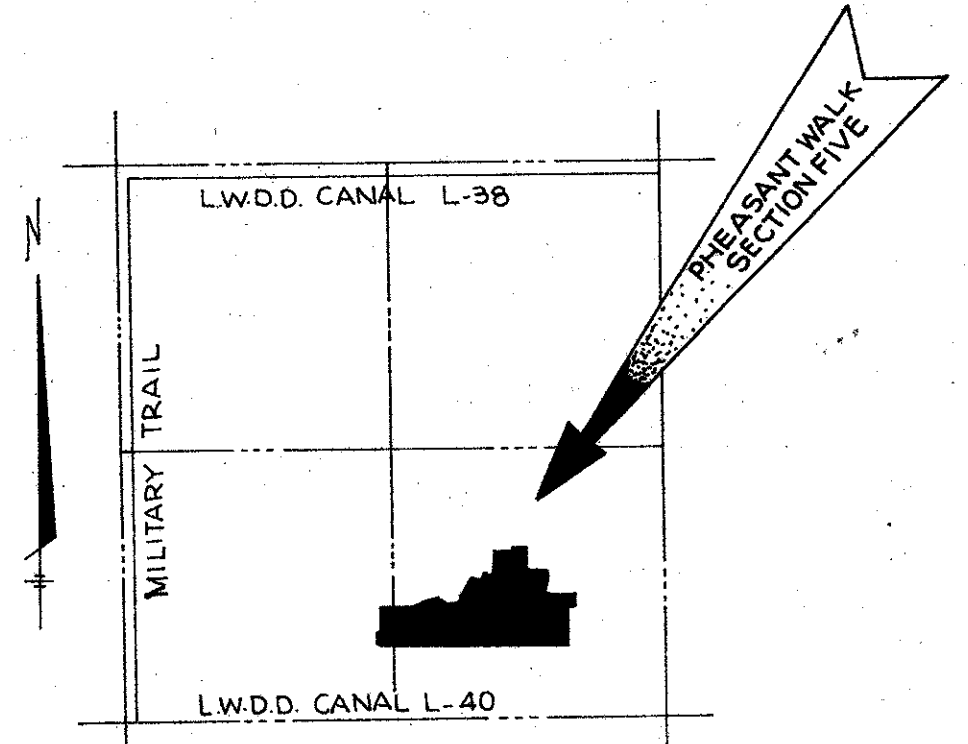 L.W.D.D. CANAL L-38
PHEASANT WALK
SECTION FIVE
N
MILITARY TRAIL
L.W.D.D. CANAL L-40